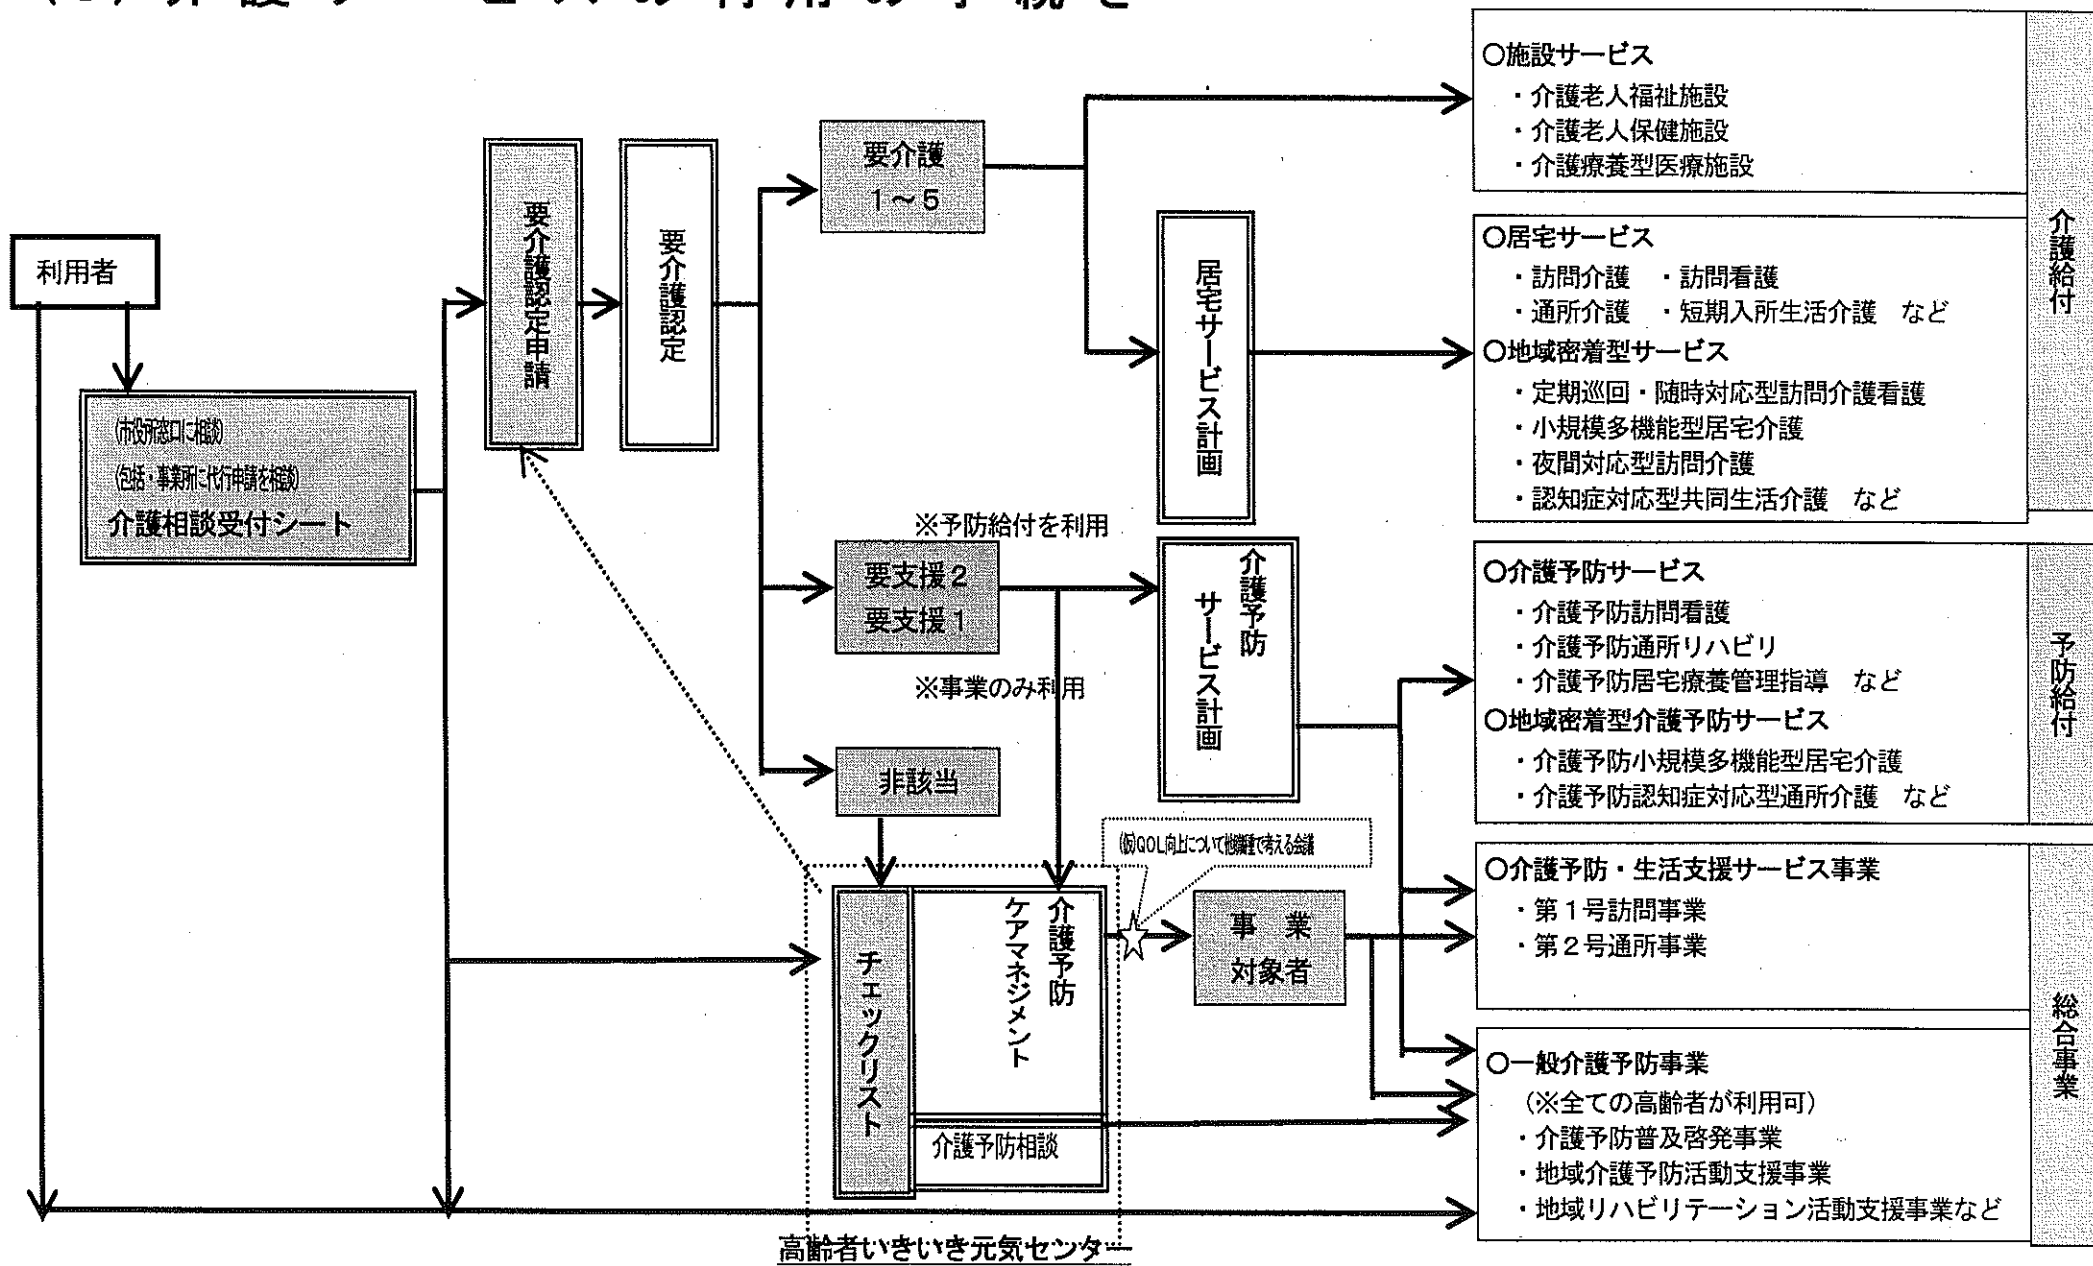 利用者
(市役所窓口に相談)
(包括・事業所に代行申請を相談)
介護相談受付シート
要介護認定申請
要介護認定
要介護
1～5
※予防給付を利用
要支援2
要支援1
※事業のみ利用
非該当
居宅サービス計画
介護予防
サービス計画
チェックリスト
介護予防
ケアマネジメント
介護予防相談
高齢者いきいき元気センター
(仮)QOL向上について他職種で考える会議
事業
対象者
○施設サービス
・介護老人福祉施設
・介護老人保健施設
・介護療養型医療施設
○居宅サービス
・訪問介護 ・訪問看護
・通所介護 ・短期入所生活介護 など
○地域密着型サービス
・定期巡回・随時対応型訪問介護看護
・小規模多機能型居宅介護
・夜間対応型訪問介護
・認知症対応型共同生活介護 など
介護給付
○介護予防サービス
・介護予防訪問看護
・介護予防通所リハビリ
・介護予防居宅療養管理指導 など
○地域密着型介護予防サービス
・介護予防小規模多機能型居宅介護
・介護予防認知症対応型通所介護 など
予防給付
○介護予防・生活支援サービス事業
・第1号訪問事業
・第2号通所事業
○一般介護予防事業
(※全ての高齢者が利用可)
・介護予防普及啓発事業
・地域介護予防活動支援事業
・地域リハビリテーション活動支援事業など
総合事業